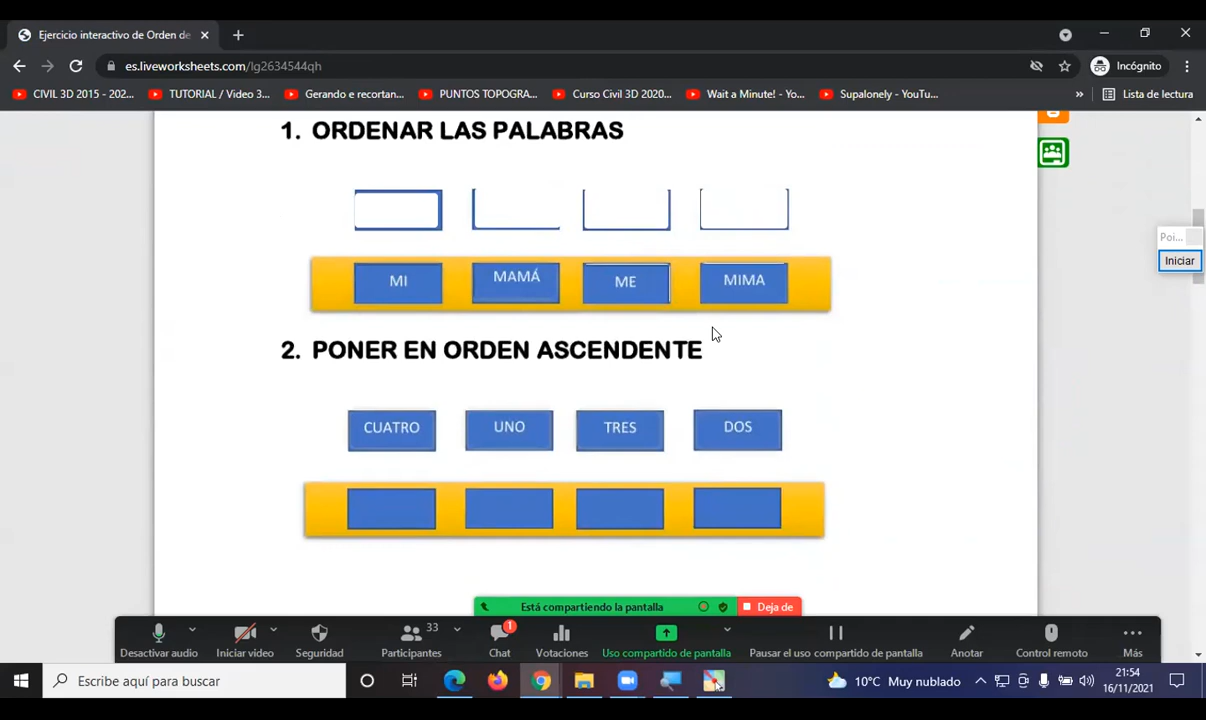 Ejercicio interactivo de Orden de
es.liveworksheets.com/lg2634544qh
Incógnito
CIVIL 3D 2015 - 202...
TUTORIAL / Video 3...
Gerando e recortan...
PUNTOS TOPOGRA...
Curso Civil 3D 2020...
Wait a Minute! - Yo...
Supalonely - YouTu...
»
Lista de lectura
1. ORDENAR LAS PALABRAS
MI MAMÁ ME MIMA
Poi...
Iniciar
2. PONER EN ORDEN ASCENDENTE
CUATRO UNO TRES DOS
Está compartiendo la pantalla
Deja de
33
1
Desactivar audio
Iniciar video
Seguridad
Participantes
Chat
Votaciones
Uso compartido de pantalla
Pausar el uso compartido de pantalla
Anotar
Control remoto
Más
Escribe aquí para buscar
10°C Muy nublado
21:54
16/11/2021